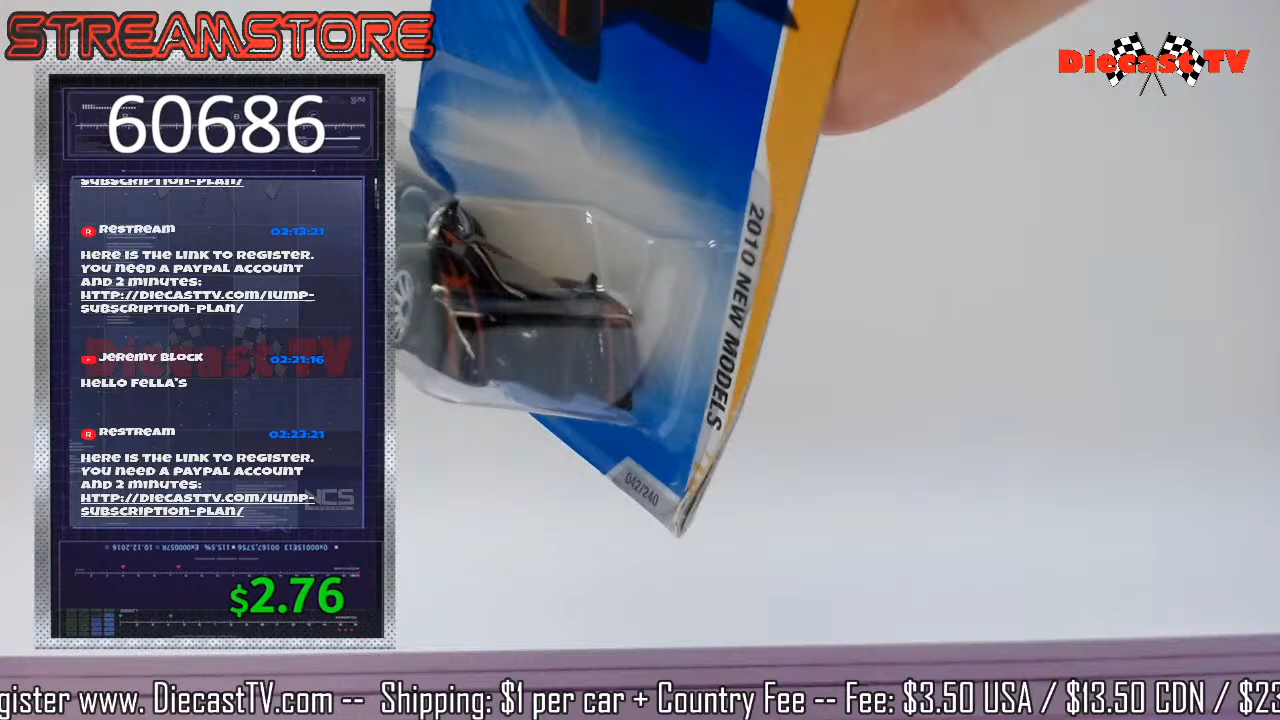 STREAMSTORE
Diecast TV
60686
SUBSCRIPTION-PLAN/
Restream 02:13:21
HERE IS THE LINK TO REGISTER.
YOU NEED A PAYPAL ACCOUNT
AND 2 MINUTES:
HTTP://DIECASTTV.COM/JUMP-
SUBSCRIPTION-PLAN/
Diecast TV
Jeremy Block 02:21:16
HELLO FELLA'S
Restream 02:23:21
HERE IS THE LINK TO REGISTER.
YOU NEED A PAYPAL ACCOUNT
AND 2 MINUTES:
HTTP://DIECASTTV.COM/JUMP-
SUBSCRIPTION-PLAN/
$2.76
2010 NEW MODELS
042/240
gister www. DiecastTV.com -- Shipping: $1 per car + Country Fee -- Fee: $3.50 USA / $13.50 CDN / $23